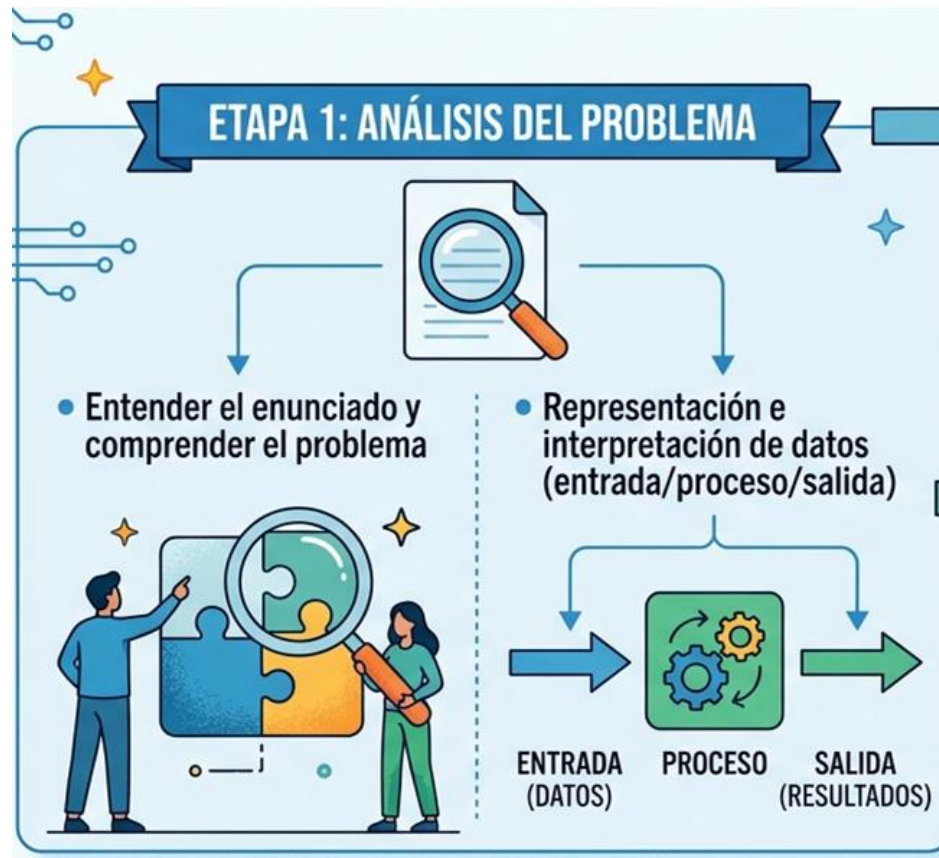 ETAPA 1: ANÁLISIS DEL PROBLEMA
• Entender el enunciado y
comprender el problema
• Representación e
interpretación de datos
(entrada/proceso/salida)
ENTRADA
(DATOS)
PROCESO
SALIDA
(RESULTADOS)